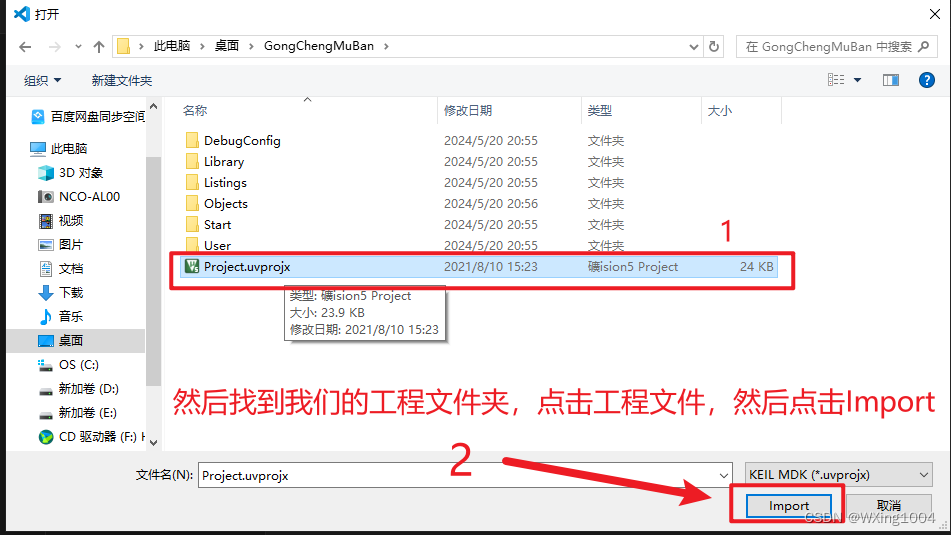 打开
此电脑 桌面 GongChengMuBan
在 GongChengMuBan 中搜索
组织 新建文件夹
名称 修改日期 类型 大小
百度网盘同步空间
此电脑
3D 对象
NCO-AL00
视频
图片
文档
下载
音乐
桌面
OS (C:)
新加卷 (D:)
新加卷 (E:)
CD 驱动器 (F:)
DebugConfig 2024/5/20 20:55 文件夹
Library 2024/5/20 20:55 文件夹
Listings 2024/5/20 20:55 文件夹
Objects 2024/5/20 20:56 文件夹
Start 2024/5/20 20:55 文件夹
User 2024/5/20 20:55 文件夹
1
Project.uvprojx 2021/8/10 15:23 礦ision5 Project 24 KB
类型: 礦ision5 Project
大小: 23.9 KB
修改日期: 2021/8/10 15:23
然后找到我们的工程文件夹，点击工程文件，然后点击Import
2
文件名(N): Project.uvprojx KEIL MDK (*.uvprojx)
Import 取消
CSDN @WXing1004